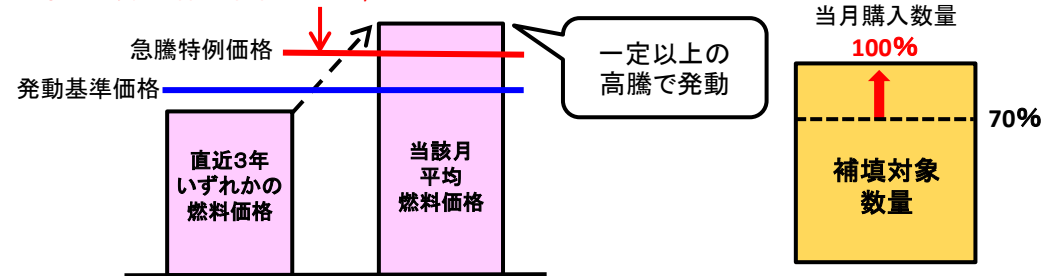 急騰特例価格
発動基準価格
直近3年
いずれかの
燃料価格
当該月
平均
燃料価格
一定以上の
高騰で発動
当月購入数量
100%
70%
補填対象
数量